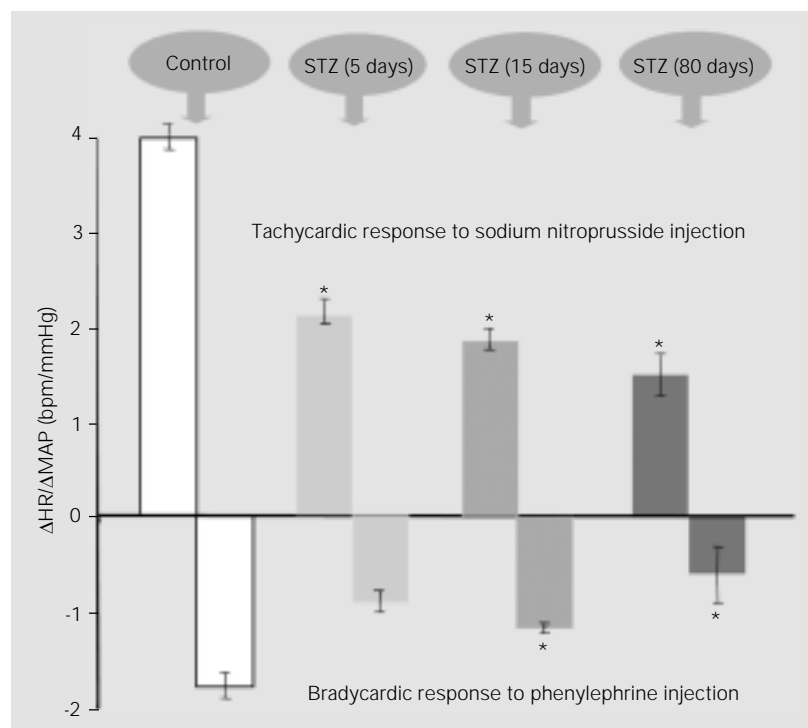 Control
STZ (5 days)
STZ (15 days)
STZ (80 days)
4
3
2
1
0
-1
-2
ΔHR/ΔMAP (bpm/mmHg)
Tachycardic response to sodium nitroprusside injection
*
*
*
*
*
Bradycardic response to phenylephrine injection